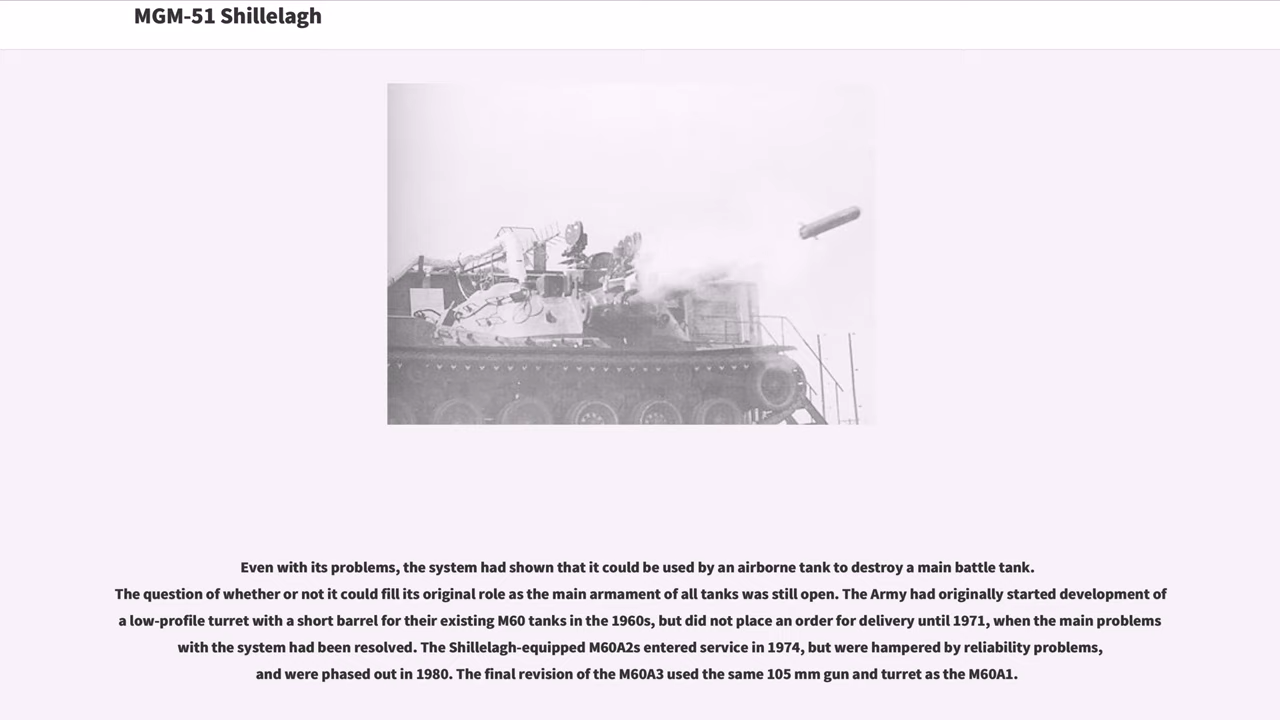 MGM-51 Shillelagh
Even with its problems, the system had shown that it could be used by an airborne tank to destroy a main battle tank.
The question of whether or not it could fill its original role as the main armament of all tanks was still open. The Army had originally started development of
a low-profile turret with a short barrel for their existing M60 tanks in the 1960s, but did not place an order for delivery until 1971, when the main problems
with the system had been resolved. The Shillelagh-equipped M60A2s entered service in 1974, but were hampered by reliability problems,
and were phased out in 1980. The final revision of the M60A3 used the same 105 mm gun and turret as the M60A1.